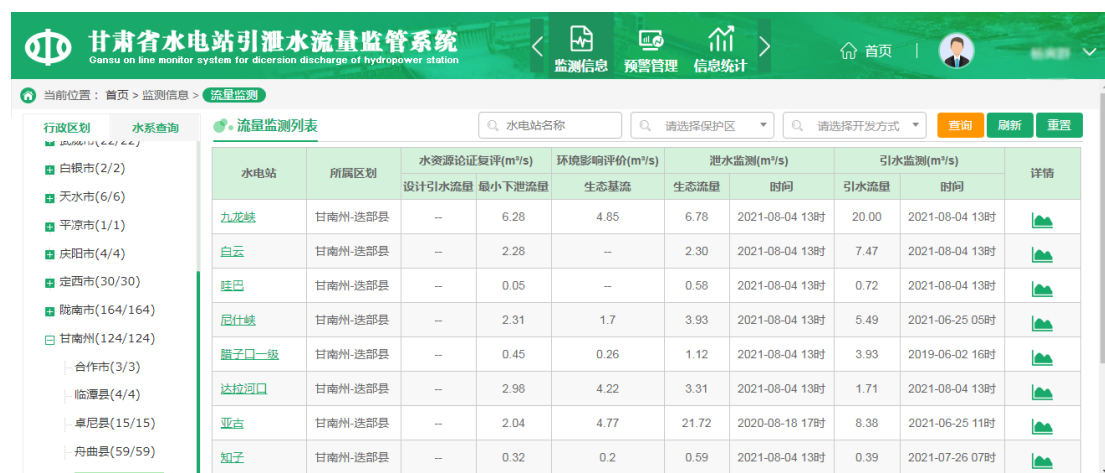 甘肃省水电站引泄水流量监管系统
Gansu on line monitor system for dicersion discharge of hydropower station
监测信息 预警管理 信息统计 首页 |
当前位置： 首页 > 监测信息 > 流量监测
行政区划 水系查询
流量监测列表 水电站名称 请选择保护区 请选择开发方式 查询 刷新 重置
白银市(2/2)
天水市(6/6)
平凉市(1/1)
庆阳市(4/4)
定西市(30/30)
陇南市(164/164)
甘南州(124/124)
合作市(3/3)
临潭县(4/4)
卓尼县(15/15)
舟曲县(59/59)
水电站 所属区划 水资源论证复评(m³/s) 环境影响评价(m³/s) 泄水监测(m³/s) 引水监测(m³/s) 详情
设计引水流量 最小下泄流量 生态基流 生态流量 时间 引水流量 时间
九龙峡 甘南州-迭部县 -- 6.28 4.85 6.78 2021-08-04 13时 20.00 2021-08-04 13时
白云 甘南州-迭部县 -- 2.28 -- 2.30 2021-08-04 13时 7.47 2021-08-04 13时
哇巴 甘南州-迭部县 -- 0.05 -- 0.58 2021-08-04 13时 0.72 2021-08-04 13时
尼什峡 甘南州-迭部县 -- 2.31 1.7 3.93 2021-08-04 13时 5.49 2021-06-25 05时
腊子口一级 甘南州-迭部县 -- 0.45 0.26 1.12 2021-08-04 13时 3.93 2019-06-02 16时
达拉河口 甘南州-迭部县 -- 2.98 4.22 3.31 2021-08-04 13时 1.71 2021-08-04 13时
亚古 甘南州-迭部县 -- 2.04 4.77 21.72 2020-08-18 17时 8.38 2021-06-25 11时
知子 甘南州-迭部县 -- 0.32 0.2 0.59 2021-08-04 13时 0.39 2021-07-26 07时